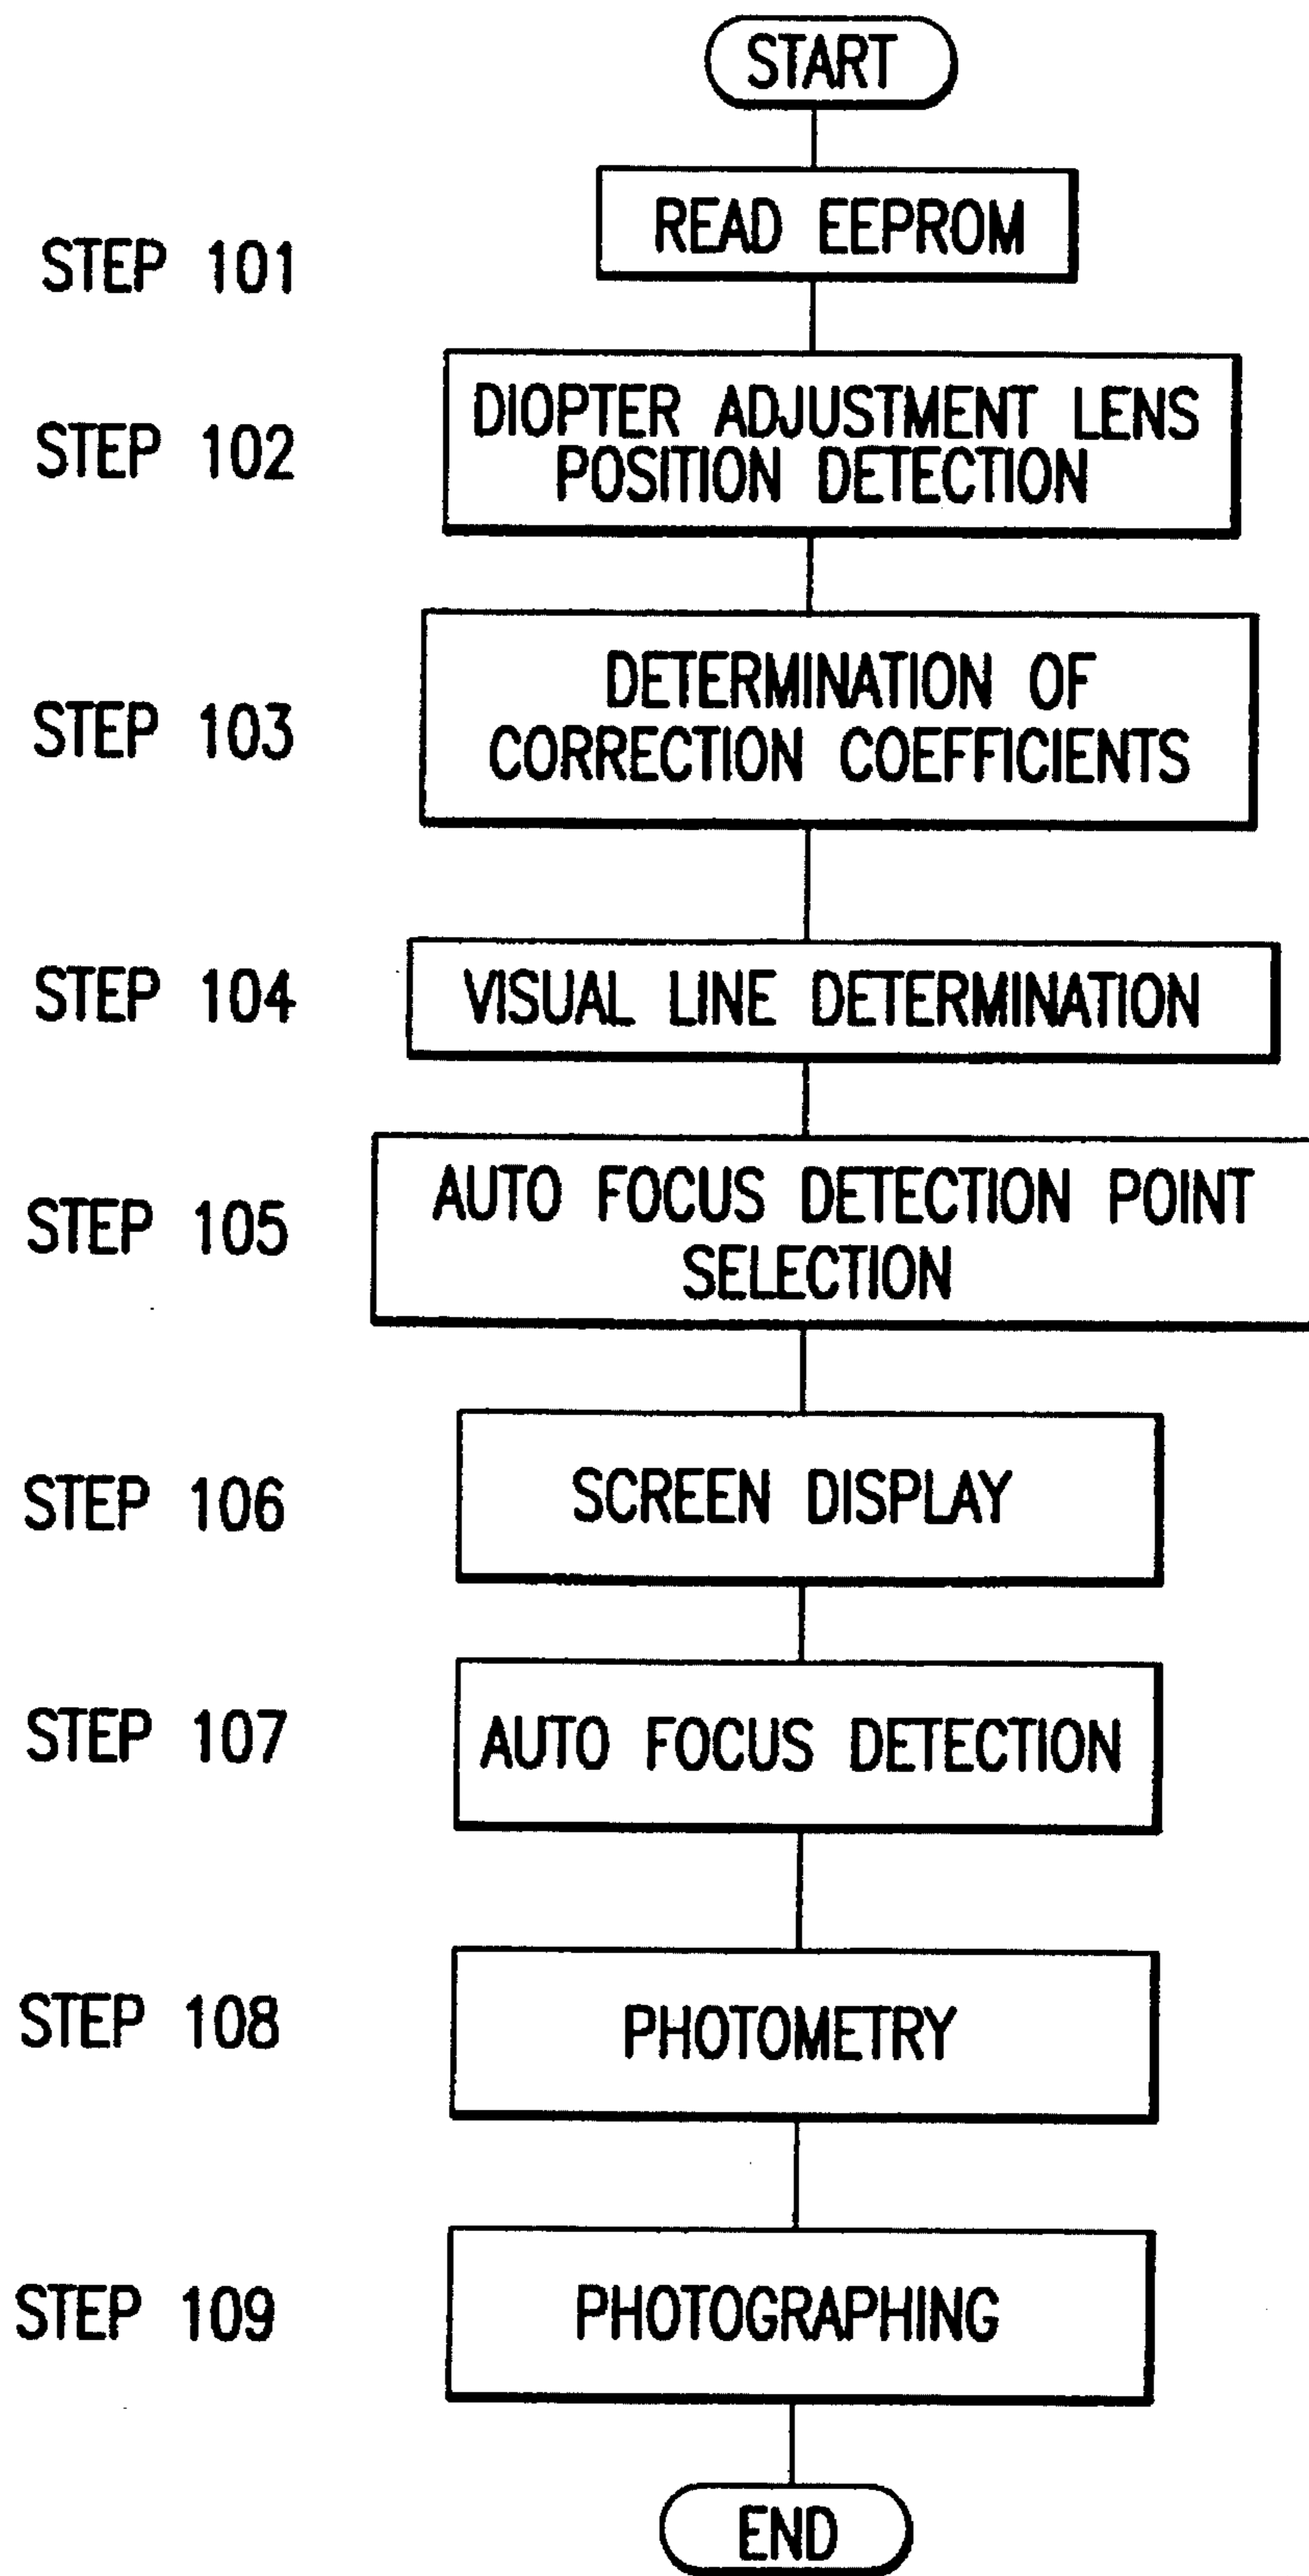 START
STEP 101
READ EEPROM
STEP 102
DIOPTER ADJUSTMENT LENS
POSITION DETECTION
STEP 103
DETERMINATION OF
CORRECTION COEFFICIENTS
STEP 104
VISUAL LINE DETERMINATION
STEP 105
AUTO FOCUS DETECTION POINT
SELECTION
STEP 106
SCREEN DISPLAY
STEP 107
AUTO FOCUS DETECTION
STEP 108
PHOTOMETRY
STEP 109
PHOTOGRAPHING
END